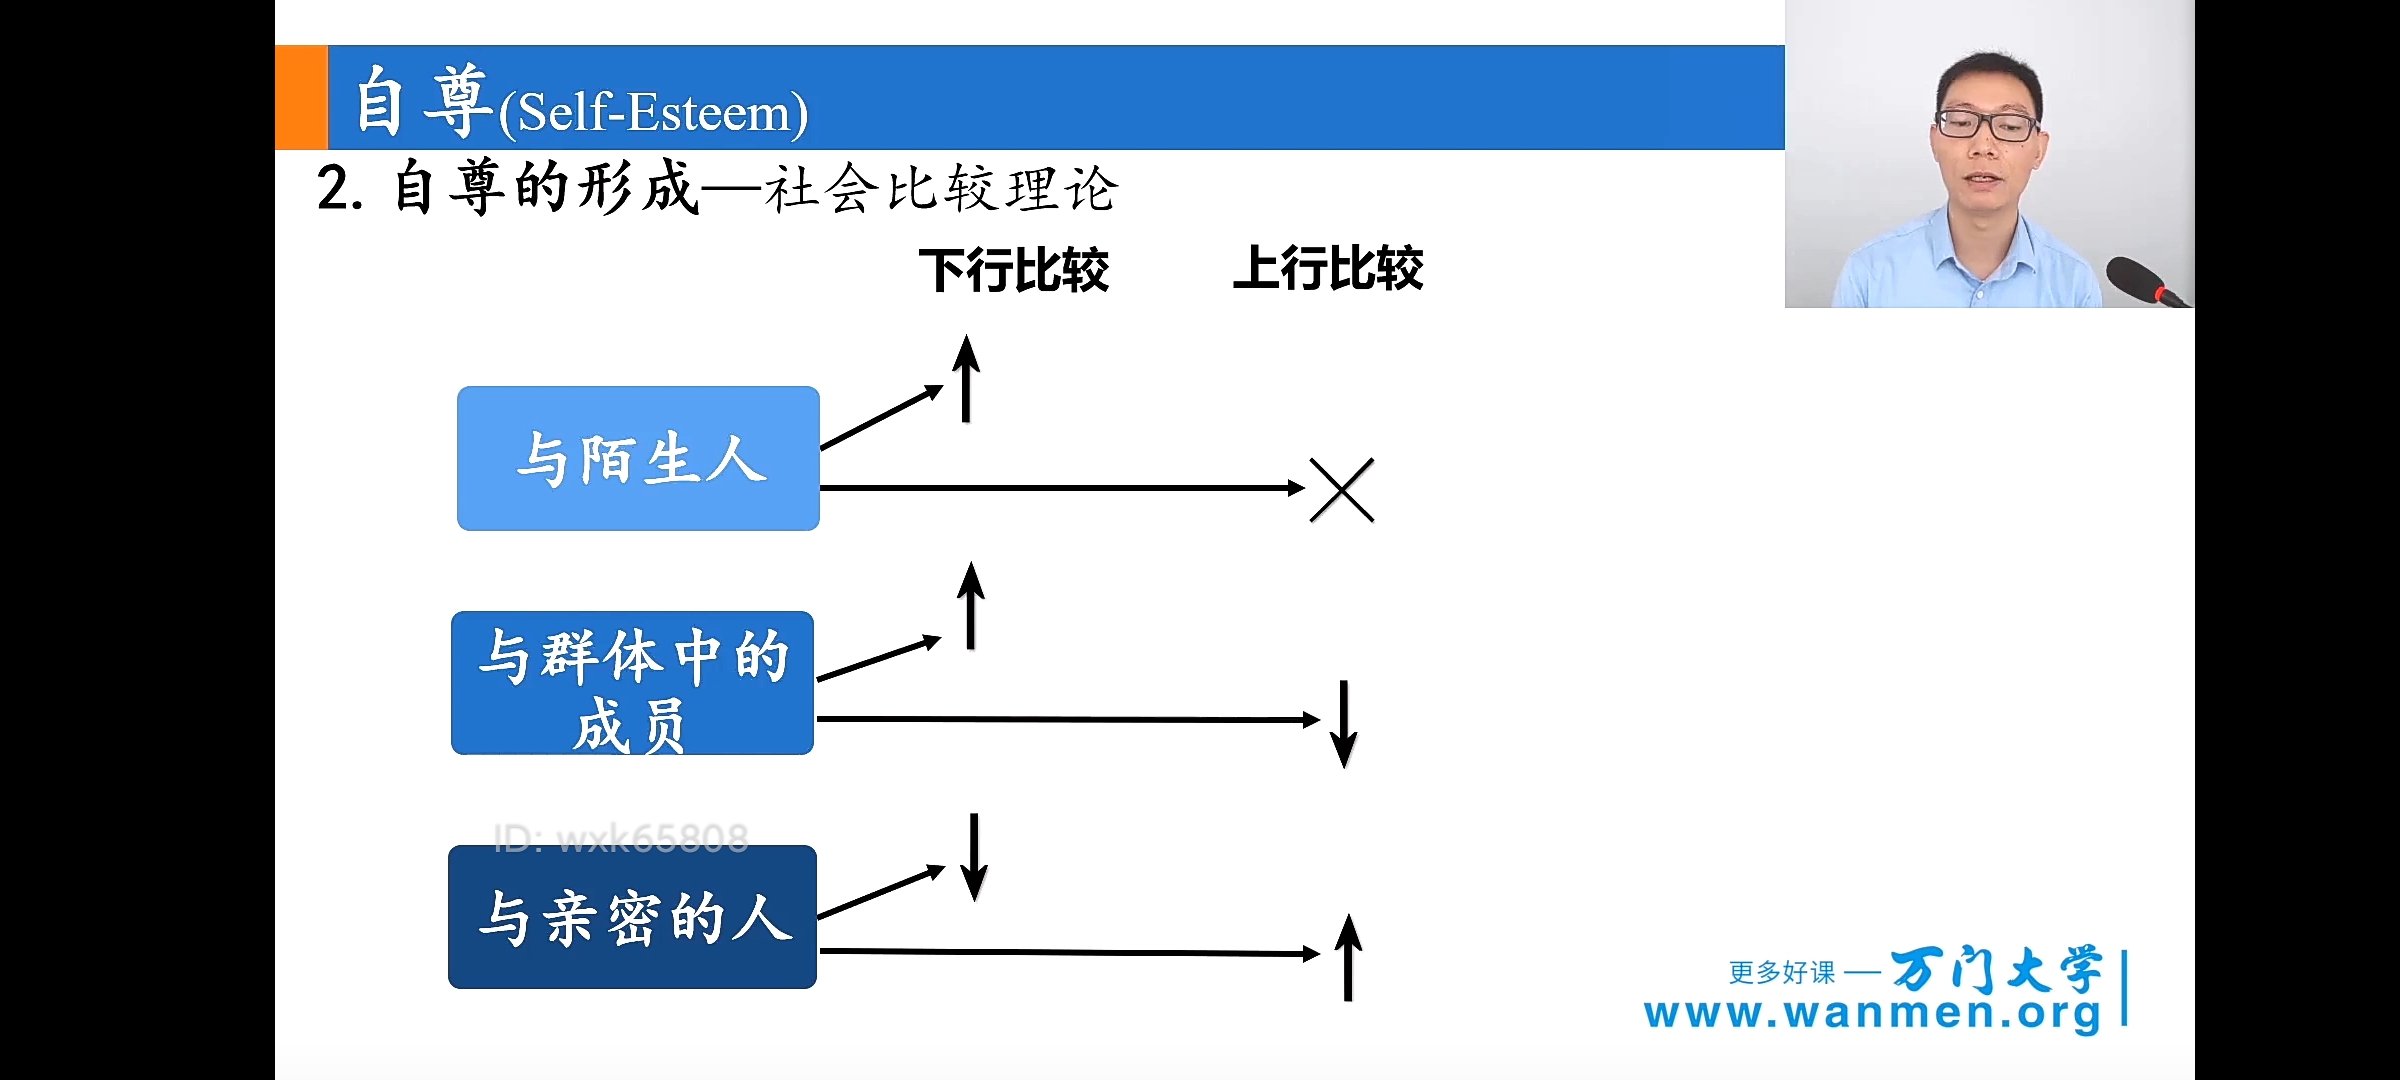 自尊(Self-Esteem)
2. 自尊的形成—社会比较理论
下行比较
上行比较
与陌生人
与群体中的
成员
ID: wxk65808
与亲密的人
更多好课 — 万门大学
www.wanmen.org